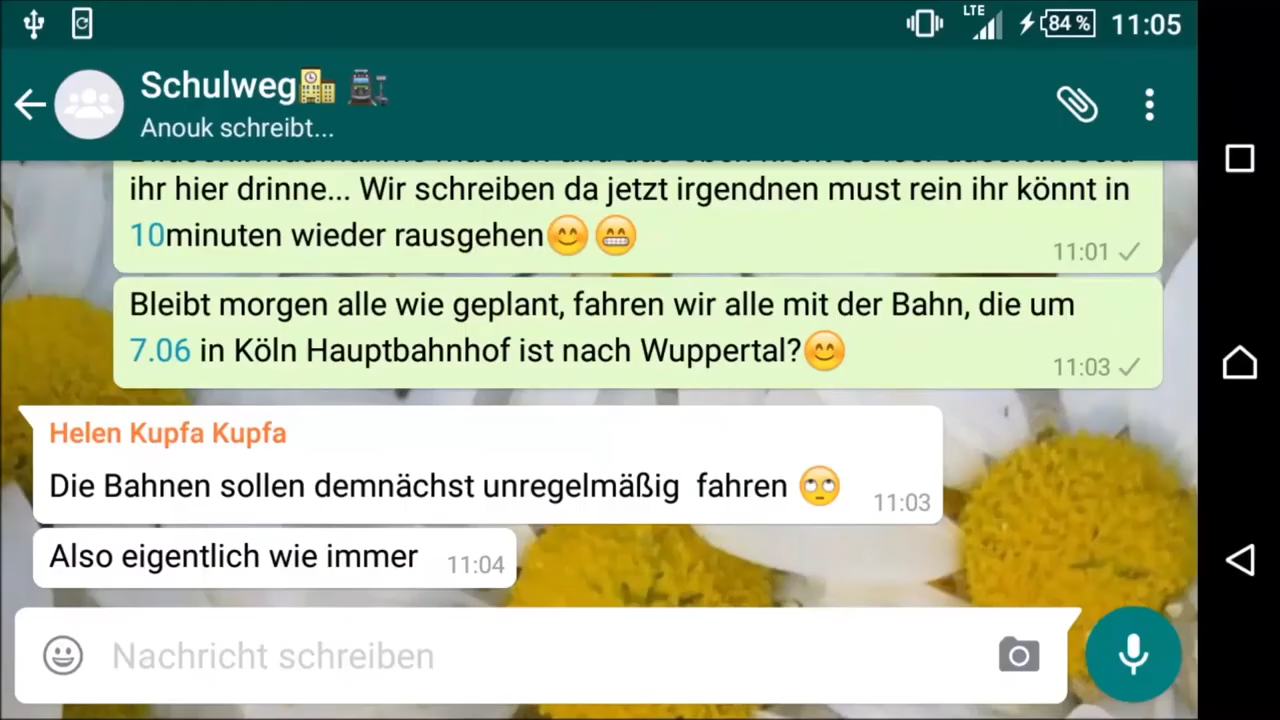 LTE
84 %
11:05
Schulweg
Anouk schreibt...
ihr hier drinne... Wir schreiben da jetzt irgendnen must rein ihr könnt in
10minuten wieder rausgehen😊😁
11:01
Bleibt morgen alle wie geplant, fahren wir alle mit der Bahn, die um
7.06 in Köln Hauptbahnhof ist nach Wuppertal?😊
11:03
Helen Kupfa Kupfa
Die Bahnen sollen demnächst unregelmäßig  fahren 🙄
11:03
Also eigentlich wie immer
11:04
Nachricht schreiben